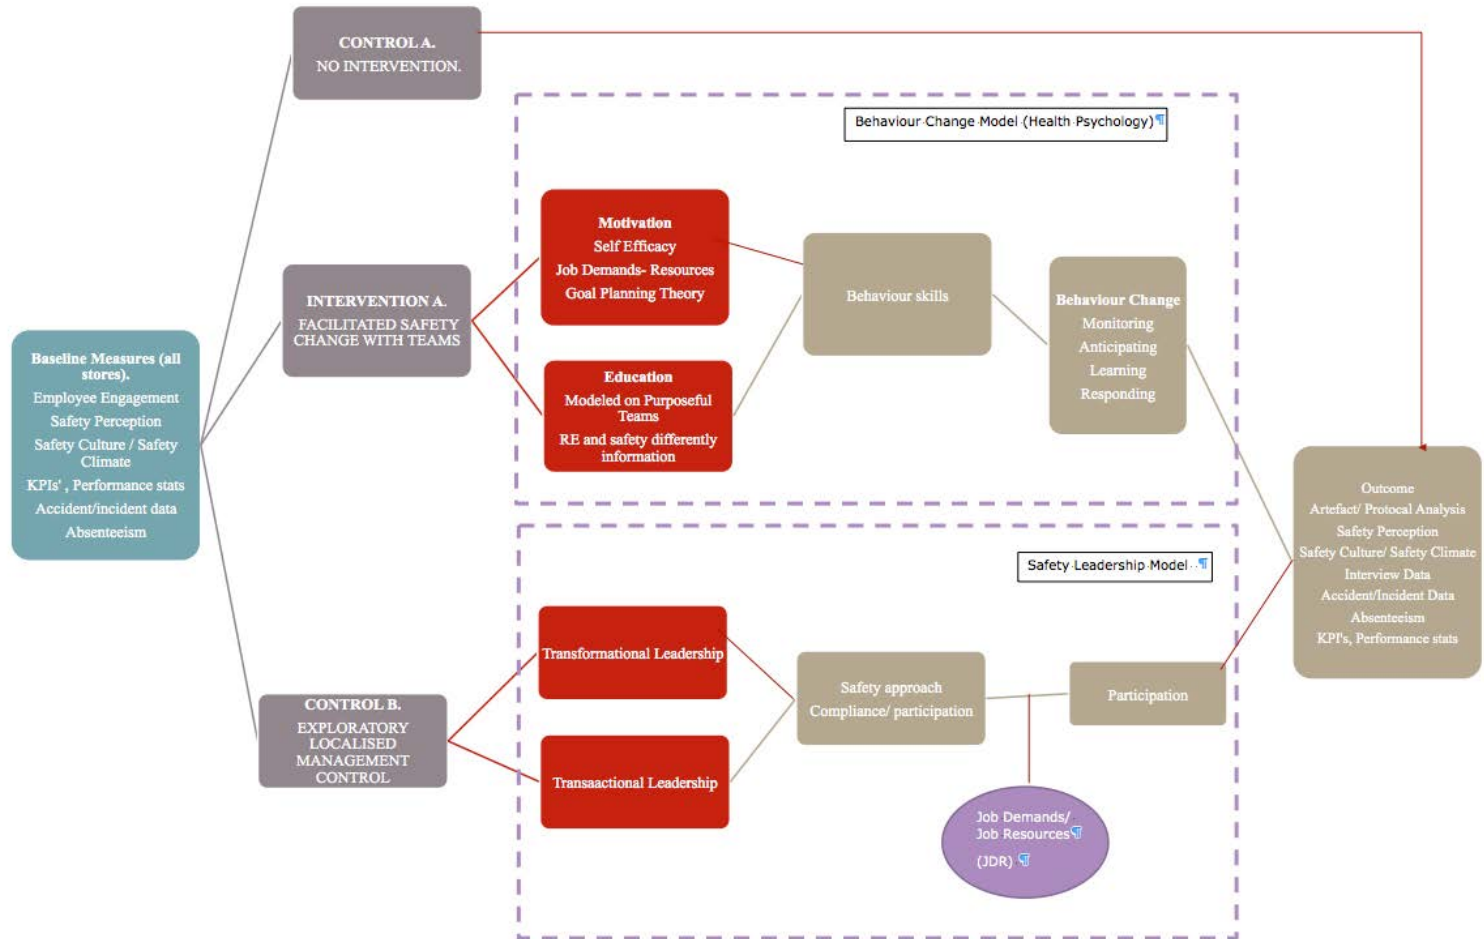 CONTROL A.
NO INTERVENTION.
Behaviour·Change·Model·(Health·Psychology)¶
Motivation
Self Efficacy
Job Demands- Resources
Goal Planning Theory
Behaviour skills
Behaviour Change
Monitoring
Anticipating
Learning
Responding
INTERVENTION A.
FACILITATED SAFETY
CHANGE WITH TEAMS
Education
Modeled on Purposeful
Teams
RE and safety differently
information
Baseline Measures (all
stores).
Employee Engagement
Safety Perception
Safety Culture / Safety
Climate
KPIs' , Performance stats
Accident/incident data
Absenteeism
Outcome
Artefact/ Protocal Analysis
Safety Perception
Safety Culture/ Safety Climate
Interview Data
Accident/Incident Data
Absenteeism
KPI's, Performance stats
Safety·Leadership·Model··¶
Transformational Leadership
Safety approach
Compliance/ participation
Participation
CONTROL B.
EXPLORATORY
LOCALISED
MANAGEMENT
CONTROL
Transaactional Leadership
Job Demands/
Job Resources¶
(JDR) ¶